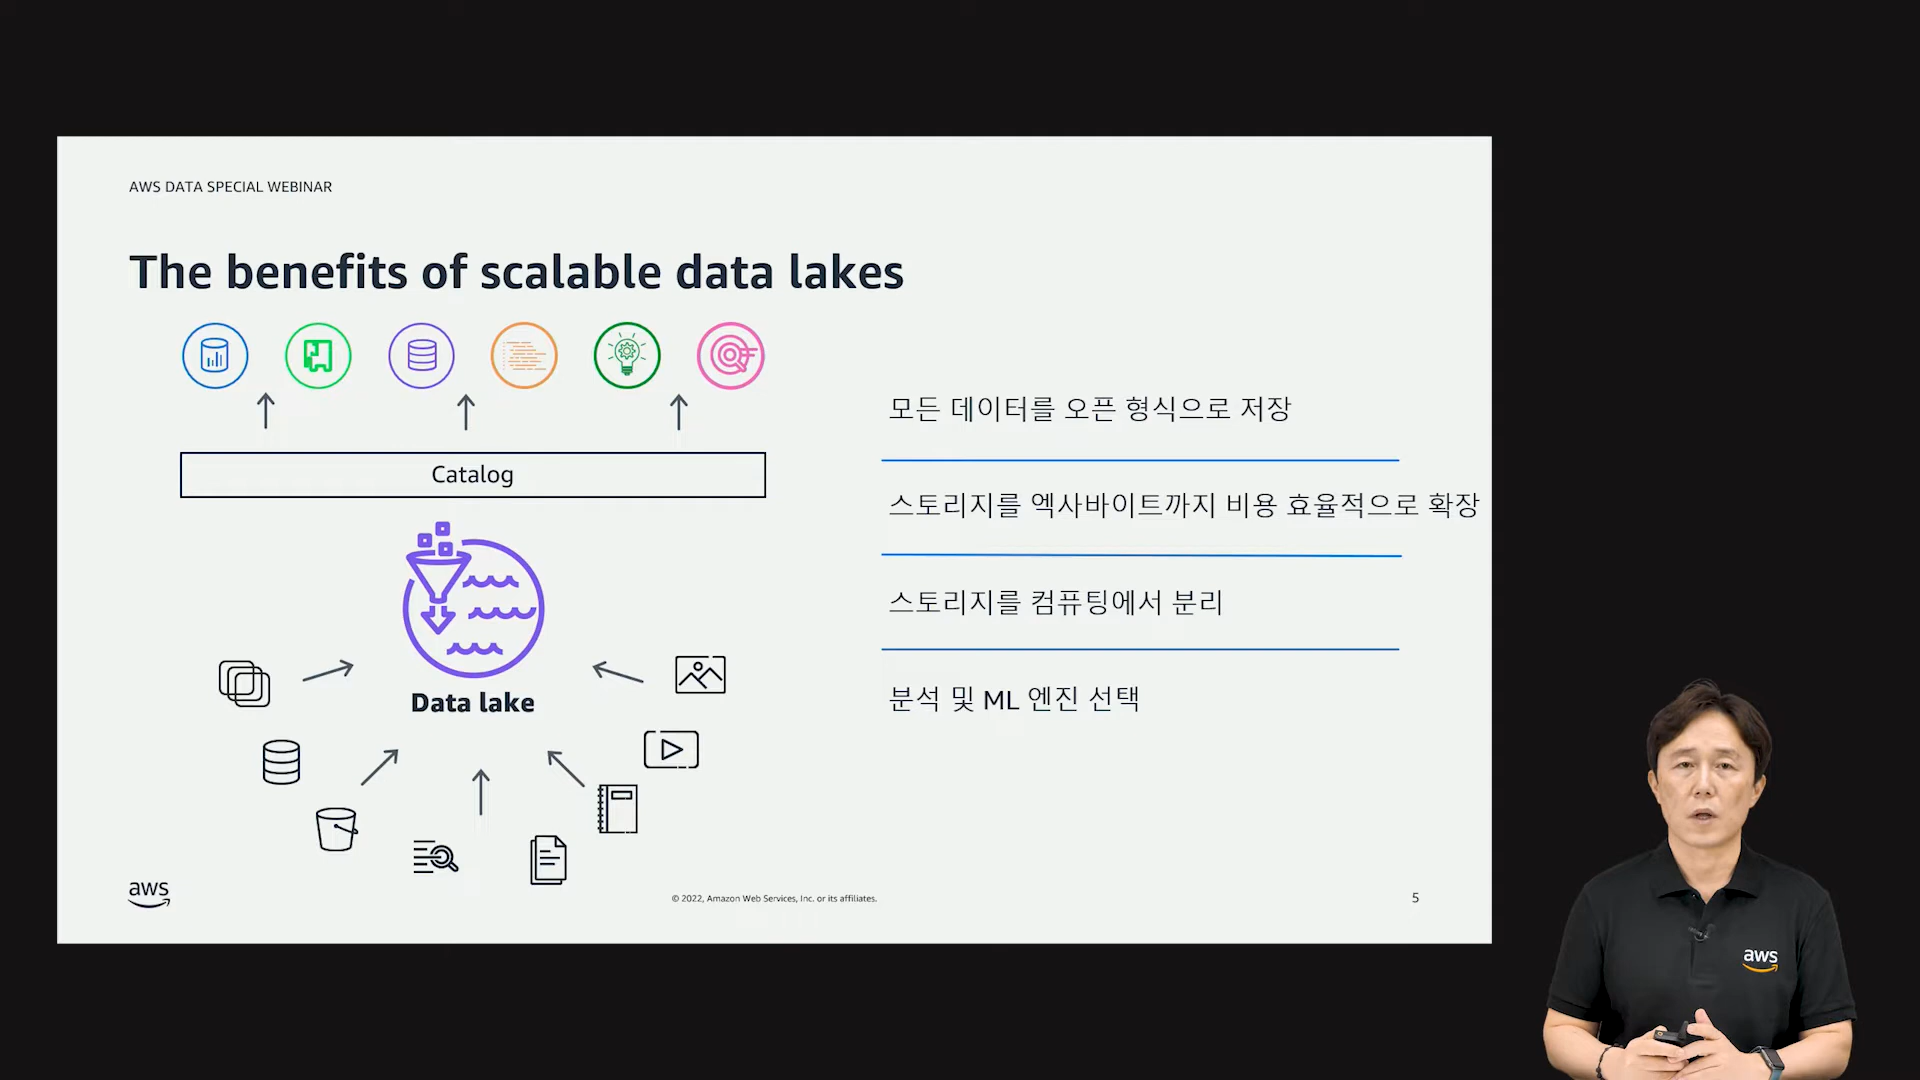 AWS DATA SPECIAL WEBINAR
The benefits of scalable data lakes
Catalog
Data lake
모든 데이터를 오픈 형식으로 저장
스토리지를 엑사바이트까지 비용 효율적으로 확장
스토리지를 컴퓨팅에서 분리
분석 및 ML 엔진 선택
aws
© 2022, Amazon Web Services, Inc. or its affiliates.
5
aws